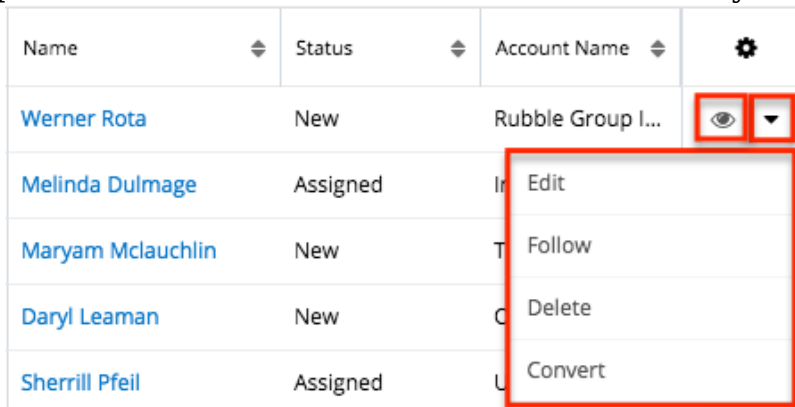 Name Status Account Name
Werner Rota New Rubble Group I...
Melinda Dulmage Assigned
Edit
Maryam Mclauchlin New
Follow
Daryl Leaman New
Delete
Sherrill Pfeil Assigned
Convert